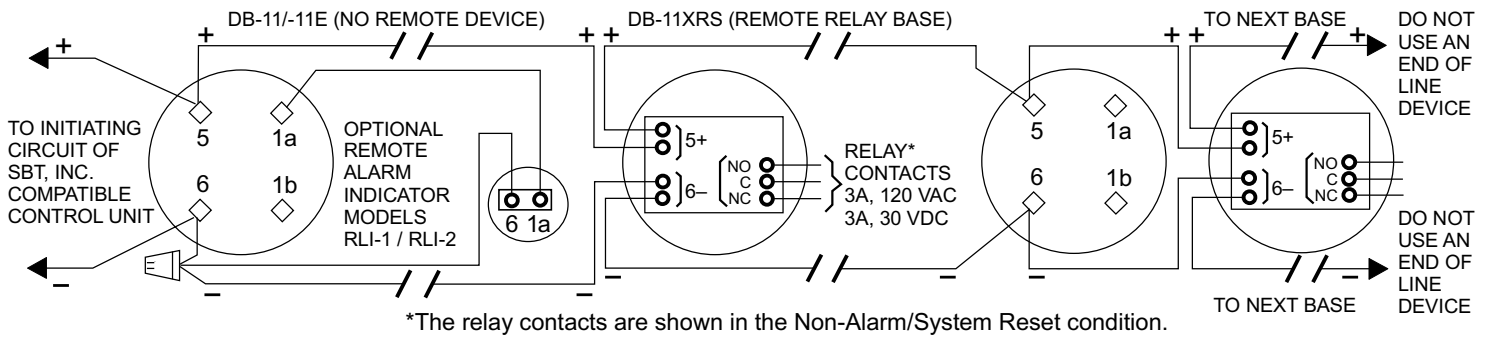 DB-11/-11E (NO REMOTE DEVICE)
DB-11XRS (REMOTE RELAY BASE)
TO NEXT BASE
DO NOT
USE AN
END OF
LINE
DEVICE
+
+
+ +
+ +
+
TO INITIATING
CIRCUIT OF
SBT, INC.
COMPATIBLE
CONTROL UNIT
5
1a
6
1b
OPTIONAL
REMOTE
ALARM
INDICATOR
MODELS
RLI-1 / RLI-2
6 1a
5+
6–
NO
C
NC
RELAY*
CONTACTS
3A, 120 VAC
3A, 30 VDC
5
1a
6
1b
5+
6–
NO
C
NC
DO NOT
USE AN
END OF
LINE
DEVICE
–
–
–
–
–
–
–
TO NEXT BASE
*The relay contacts are shown in the Non-Alarm/System Reset condition.